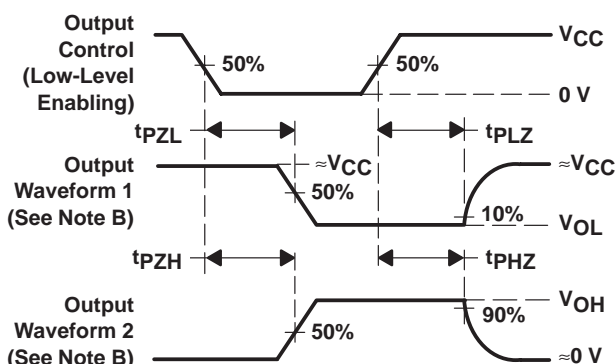 Output
Control
(Low-Level
Enabling)
50%
50%
VCC
0 V
tPZL
tPLZ
Output
Waveform 1
(See Note B)
≈VCC
50%
≈VCC
10%
VOL
tPZH
tPHZ
Output
Waveform 2
(See Note B)
50%
VOH
90%
≈0 V